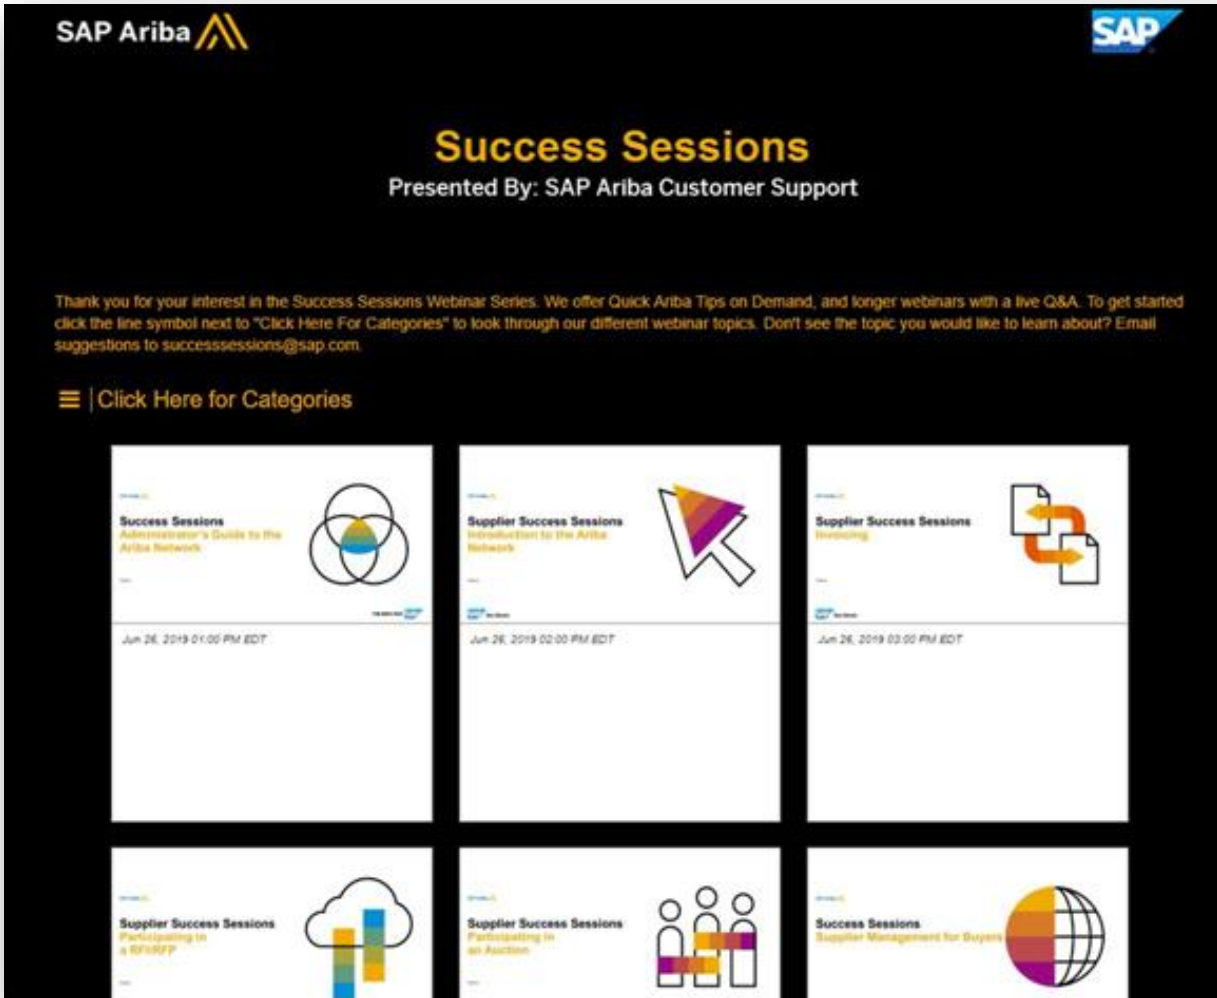 SAP Ariba
SAP
Success Sessions
Presented By: SAP Ariba Customer Support
Thank you for your interest in the Success Sessions Webinar Series. We offer Quick Ariba Tips on Demand, and longer webinars with a live Q&A. To get started
click the line symbol next to "Click Here For Categories" to look through our different webinar topics. Don't see the topic you would like to learn about? Email
suggestions to successsessions@sap.com.
Click Here for Categories
Success Sessions
Administrator's Guide to the
Ariba Network
SAP
Jun 26, 2019 01:00 PM EDT
Supplier Success Sessions
Introduction to the Ariba
Network
SAP
Jun 26, 2019 02:00 PM EDT
Supplier Success Sessions
Invoicing
SAP
Jun 26, 2019 03:00 PM EDT
Supplier Success Sessions
Participating in
a RFI/RFP
Supplier Success Sessions
Participating in
an Auction
Success Sessions
Supplier Management for Buyers